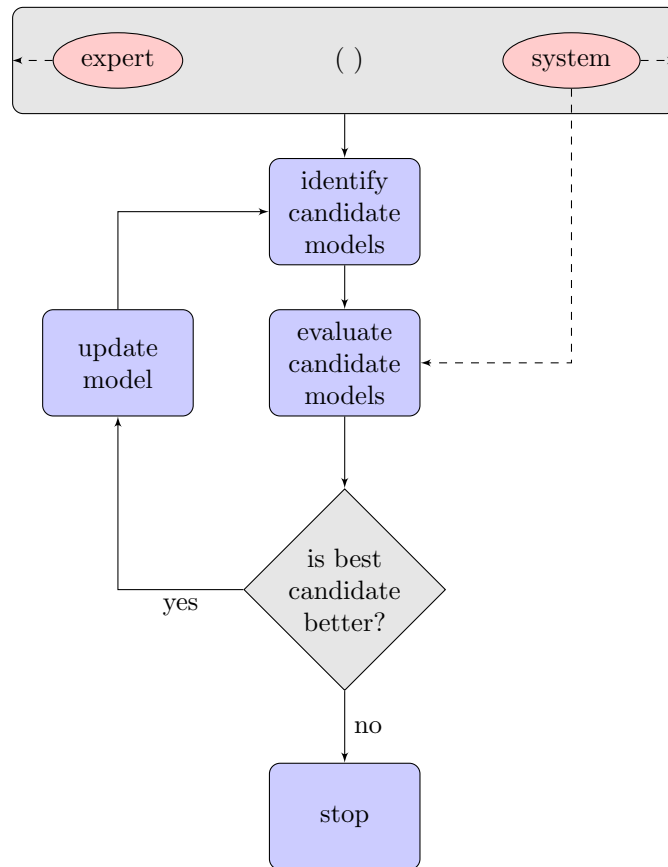 expert
( )
system
identify
candidate
models
update
model
evaluate
candidate
models
is best
candidate
better?
yes
no
stop